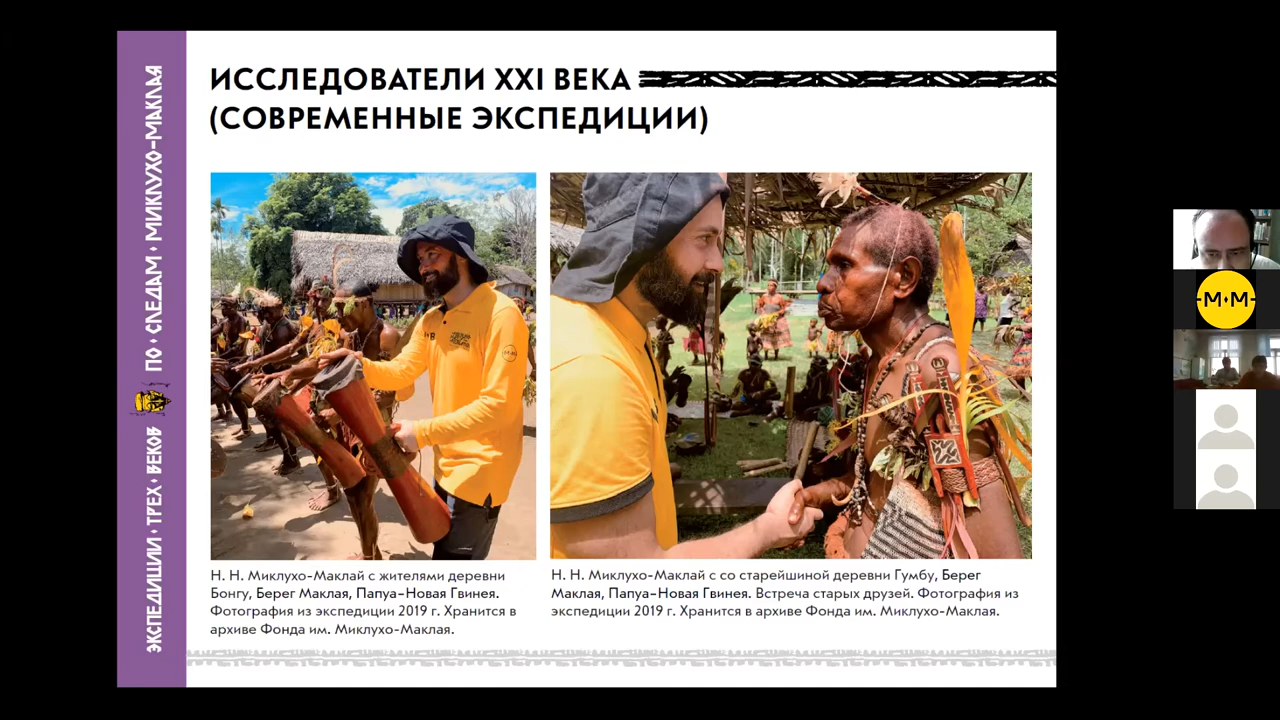 ЭКСПЕДИЦИИ • ТРЕХ • ВЕКОВ ПО • СЛЕДАМ • МИКЛУХО-МАКЛАЯ
ИССЛЕДОВАТЕЛИ XXI ВЕКА
(СОВРЕМЕННЫЕ ЭКСПЕДИЦИИ)
Н. Н. Миклухо-Маклай с жителями деревни
Бонгу, Берег Маклая, Папуа-Новая Гвинея.
Фотография из экспедиции 2019 г. Хранится в
архиве Фонда им. Миклухо-Маклая.
Н. Н. Миклухо-Маклай с со старейшиной деревни Гумбу, Берег
Маклая, Папуа-Новая Гвинея. Встреча старых друзей. Фотография из
экспедиции 2019 г. Хранится в архиве Фонда им. Миклухо-Маклая.
-М•М-